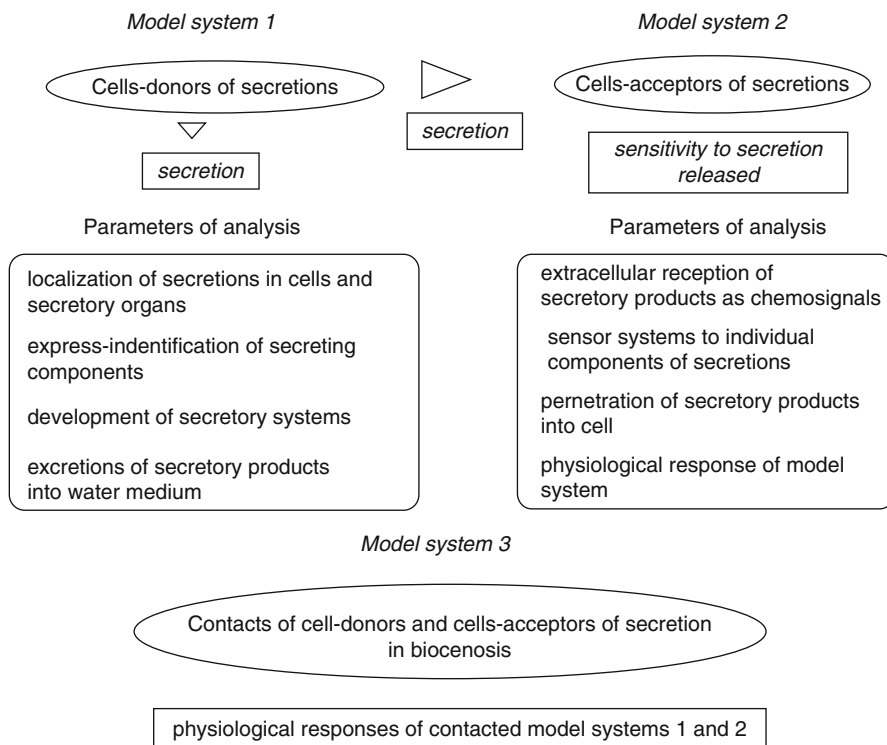 Model system 1
Cells-donors of secretions
secretion
Parameters of analysis
localization of secretions in cells and
secretory organs
express-indentification of secreting
components
development of secretory systems
excretions of secretory products
into water medium
secretion
Model system 2
Cells-acceptors of secretions
sensitivity to secretion
released
Parameters of analysis
extracellular reception of
secretory products as chemosignals
sensor systems to individual
components of secretions
pernetration of secretory products
into cell
physiological response of model
system
Model system 3
Contacts of cell-donors and cells-acceptors of secretion
in biocenosis
physiological responses of contacted model systems 1 and 2